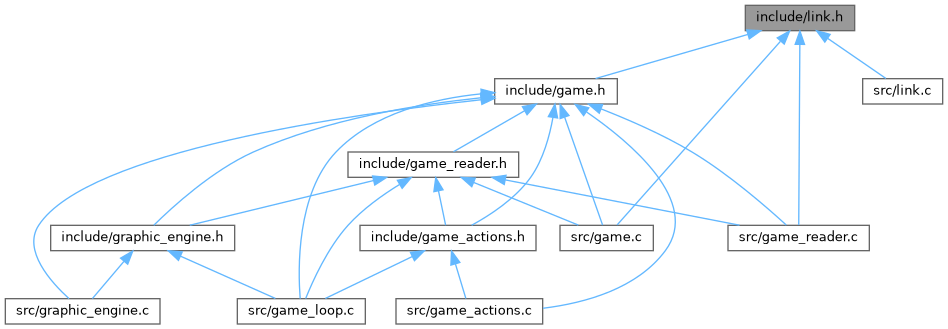 include/link.h
include/game.h
src/link.c
include/game_reader.h
include/graphic_engine.h
include/game_actions.h
src/game.c
src/game_reader.c
src/graphic_engine.c
src/game_loop.c
src/game_actions.c